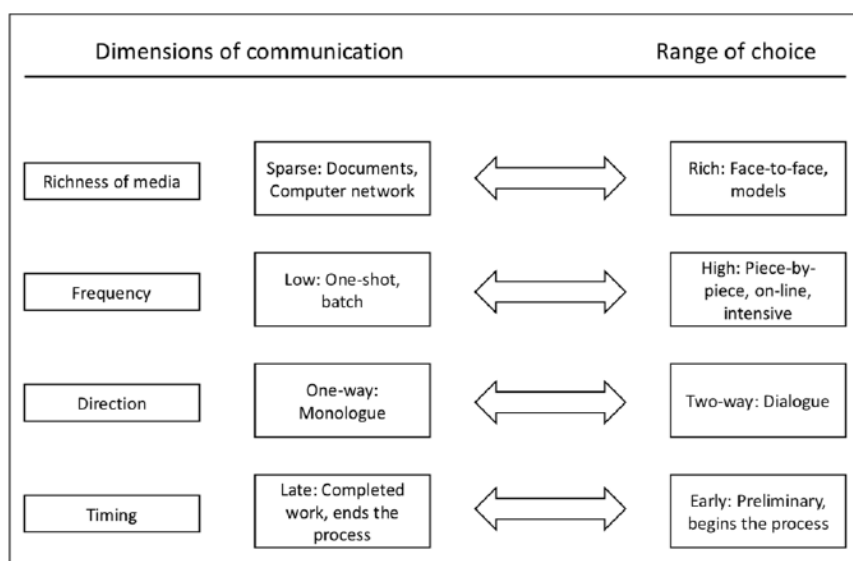 Dimensions of communication
Range of choice
Richness of media
Sparse: Documents,
Computer network
Rich: Face-to-face,
models
Frequency
Low: One-shot,
batch
High: Piece-by-
piece, on-line,
intensive
Direction
One-way:
Monologue
Two-way: Dialogue
Timing
Late: Completed
work, ends the
process
Early: Preliminary,
begins the process